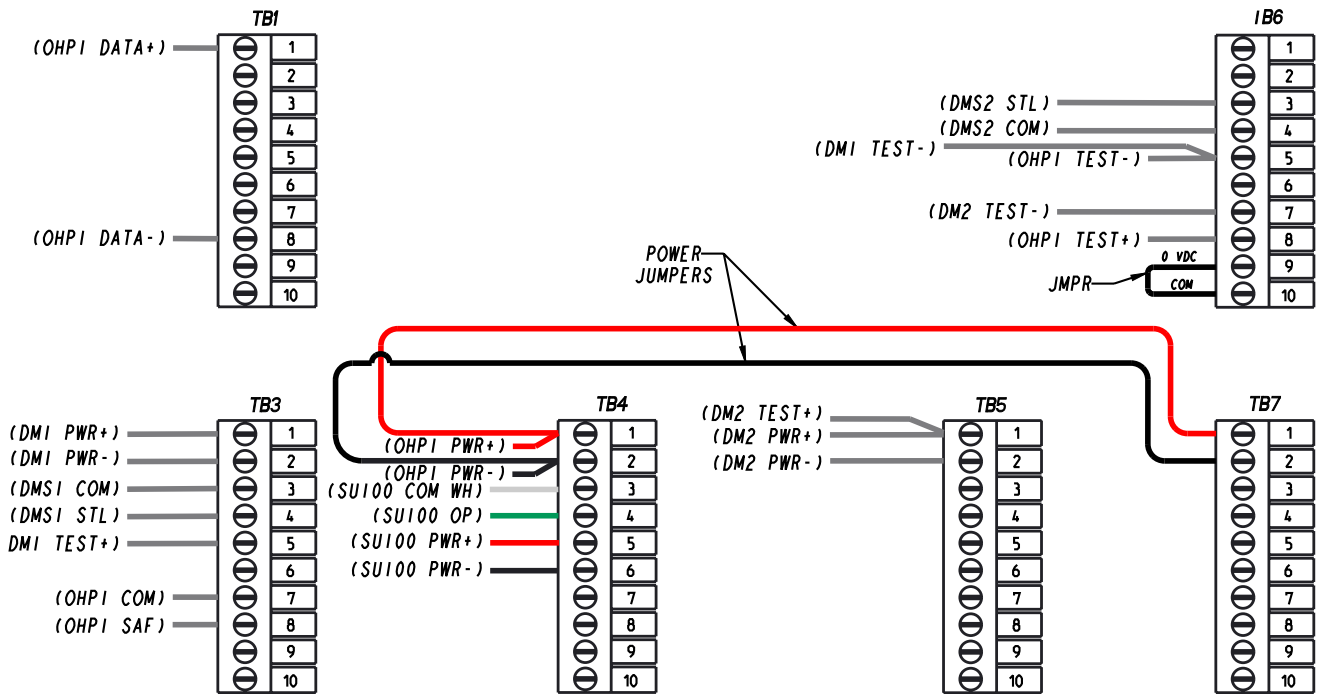 TB1
(OHP1 DATA+)
1
2
3
4
5
6
7
(OHP1 DATA-)
8
9
10
1B6
1
2
(DMS2 STL)
3
(DMS2 COM)
4
(DM1 TEST-)
(OHP1 TEST-)
5
6
(DM2 TEST-)
7
(OHP1 TEST+)
8
0 VDC
9
JMPR
COM
10
POWER
JUMPERS
TB3
(DM1 PWR+)
1
(DM1 PWR-)
2
(DMS1 COM)
3
(DMS1 STL)
4
DM1 TEST+)
5
6
(OHP1 COM)
7
(OHP1 SAF)
8
9
10
TB4
(OHP1 PWR+)
1
(OHP1 PWR-)
2
(SU100 COM WH)
3
(SU100 OP)
4
(SU100 PWR+)
5
(SU100 PWR-)
6
7
8
9
10
TB5
(DM2 TEST+)
(DM2 PWR+)
1
(DM2 PWR-)
2
3
4
5
6
7
8
9
10
TB7
1
2
3
4
5
6
7
8
9
10